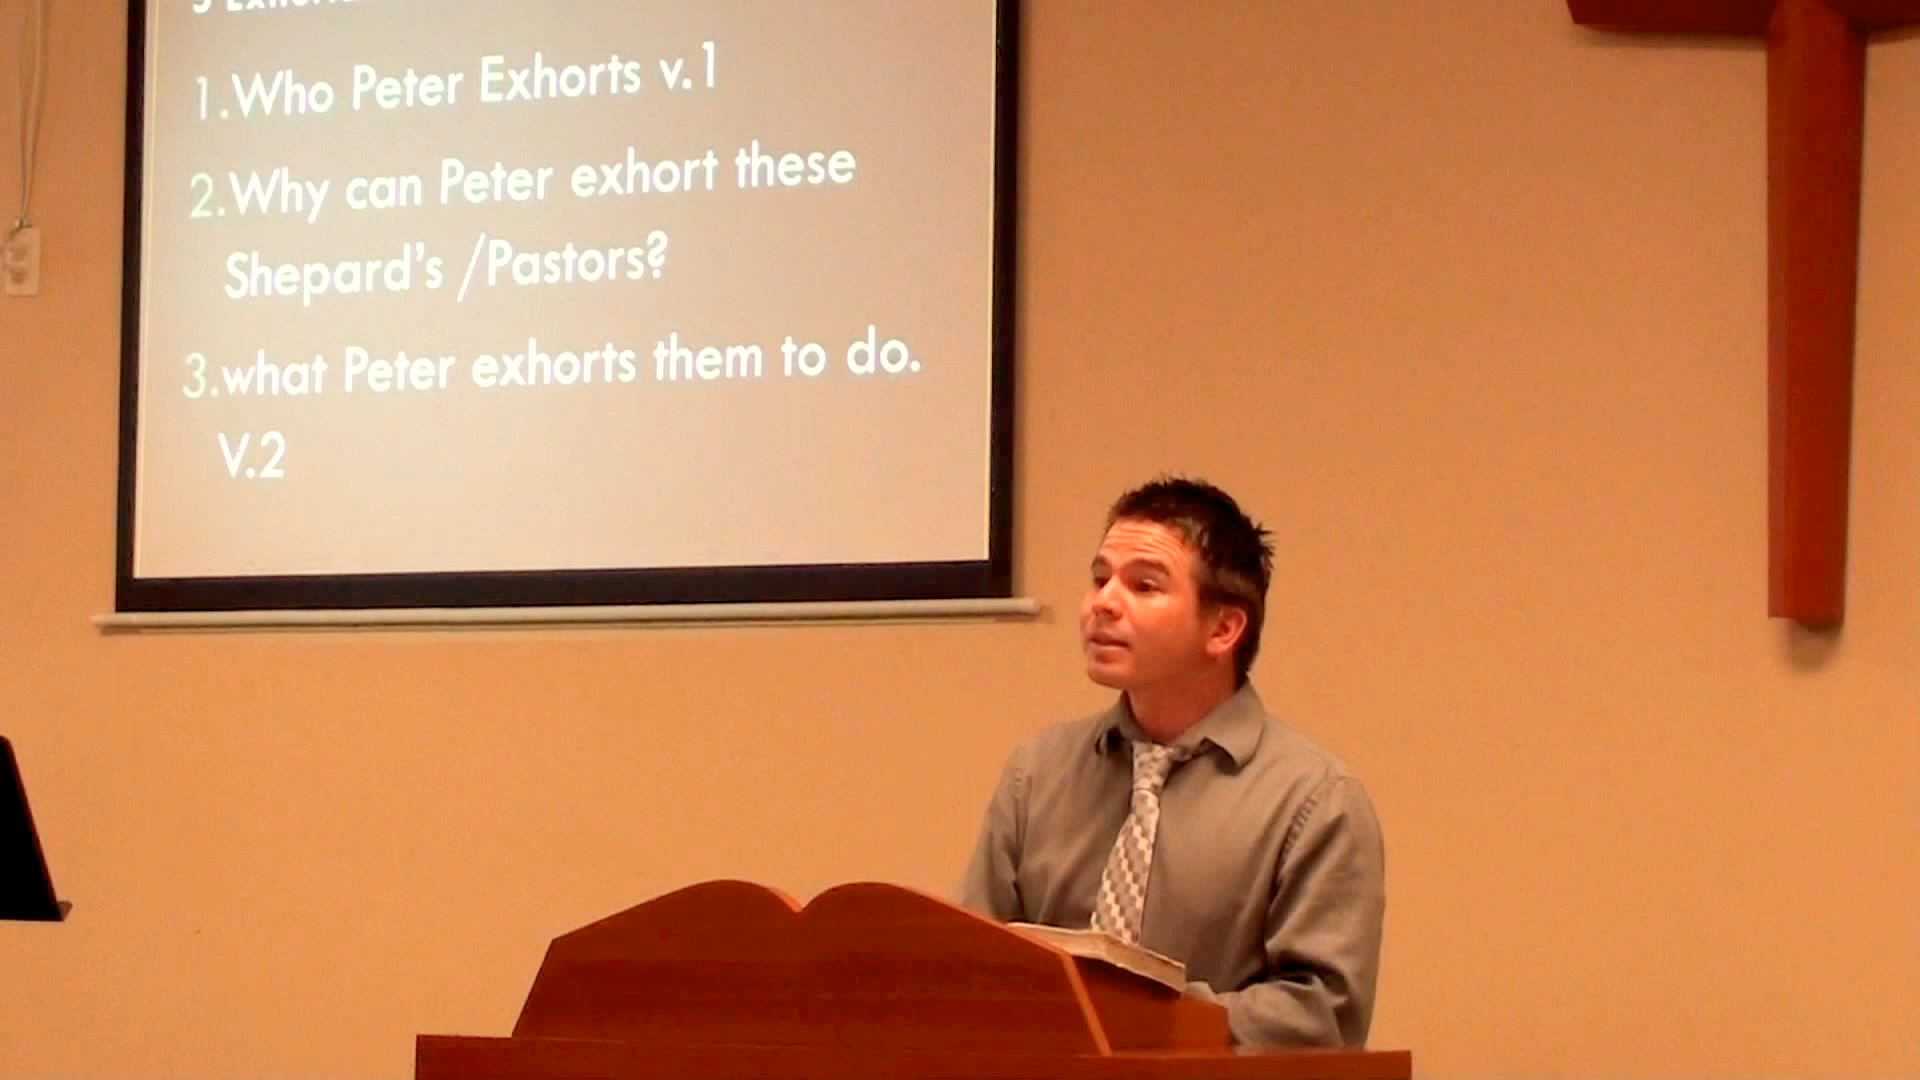 1.Who Peter Exhorts v.1
2.Why can Peter exhort these
Shepard's /Pastors?
3.what Peter exhorts them to do.
V.2